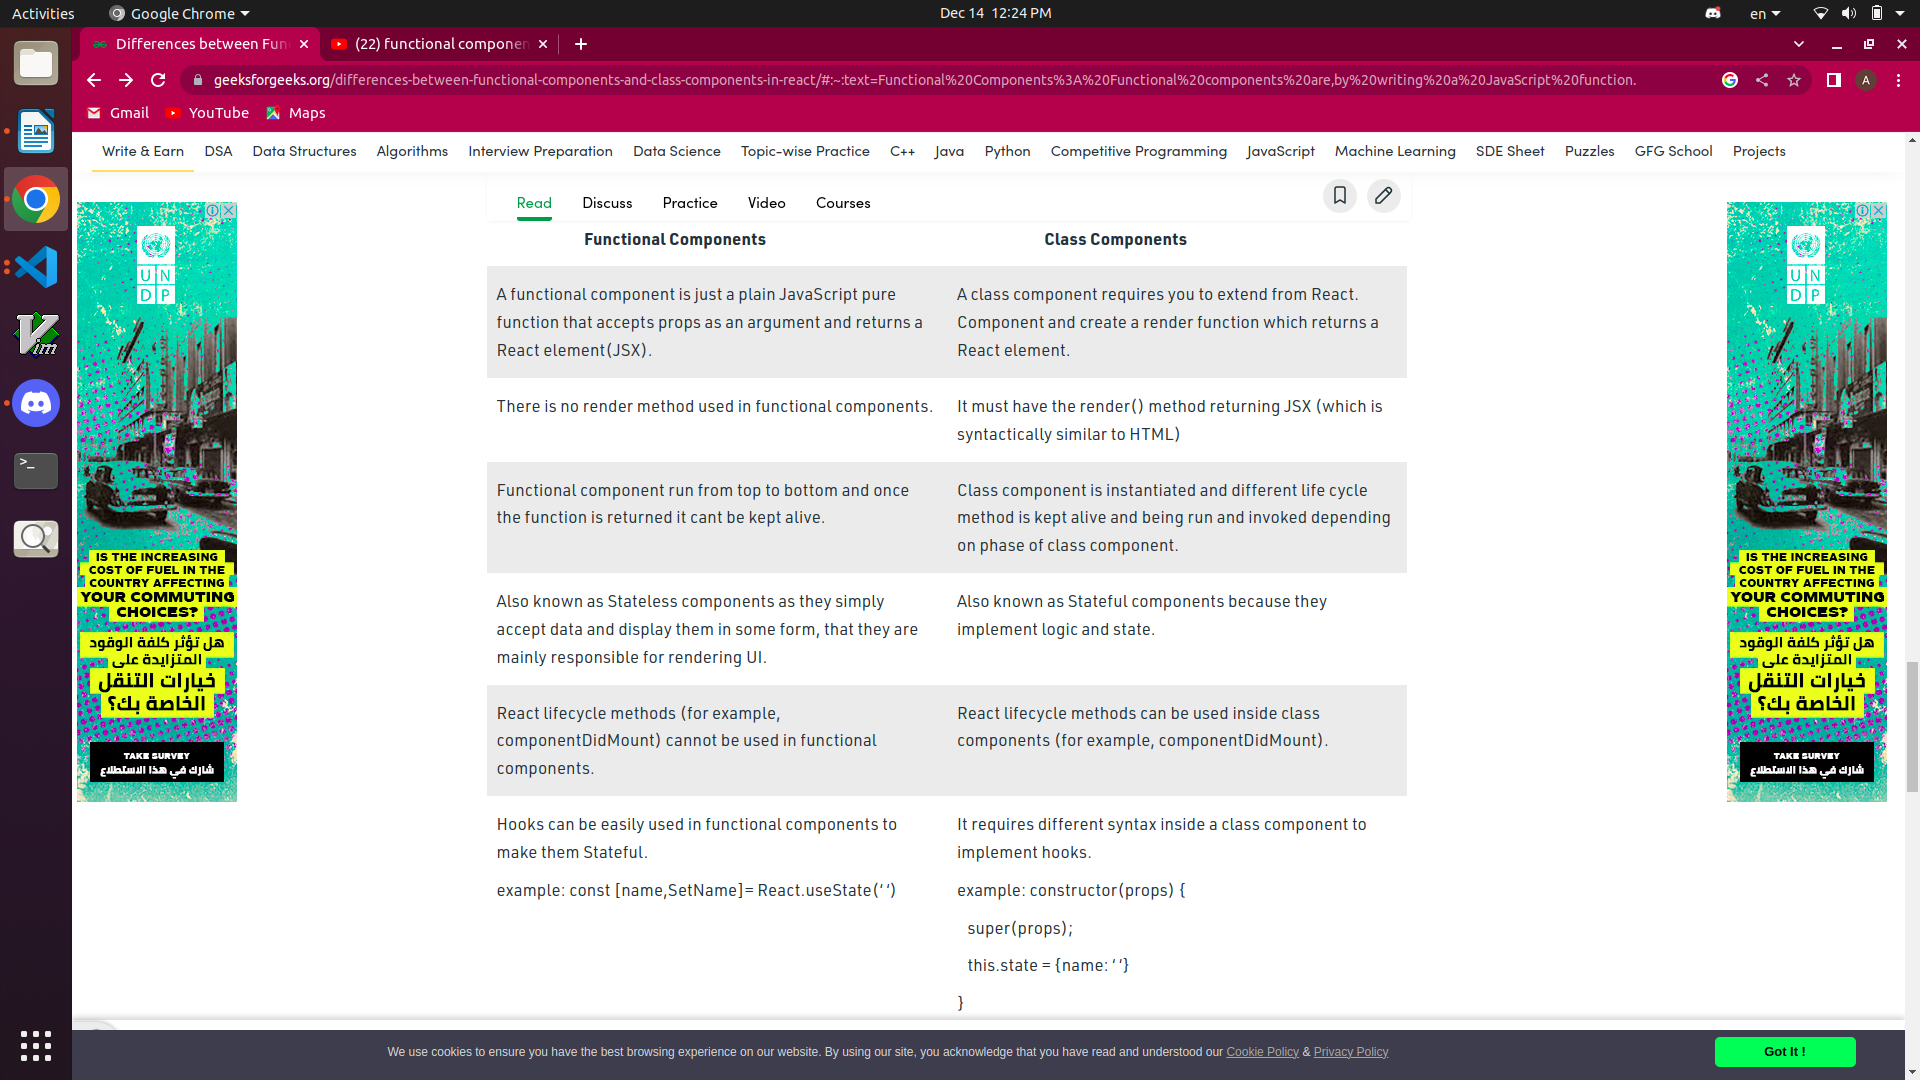 Activities
Google Chrome
Dec 14 12:24 PM
en
Differences between Fun
(22) functional componen
geeksforgeeks.org/differences-between-functional-components-and-class-components-in-react/#:~:text=Functional%20Components%3A%20Functional%20components%20are,by%20writing%20a%20JavaScript%20function.
A
Gmail
YouTube
Maps
Write & Earn
DSA
Data Structures
Algorithms
Interview Preparation
Data Science
Topic-wise Practice
C++
Java
Python
Competitive Programming
JavaScript
Machine Learning
SDE Sheet
Puzzles
GFG School
Projects
Read
Discuss
Practice
Video
Courses
Functional Components
Class Components
A functional component is just a plain JavaScript pure
function that accepts props as an argument and returns a
React element(JSX).
A class component requires you to extend from React.
Component and create a render function which returns a
React element.
There is no render method used in functional components.
It must have the render() method returning JSX (which is
syntactically similar to HTML)
Functional component run from top to bottom and once
the function is returned it cant be kept alive.
Class component is instantiated and different life cycle
method is kept alive and being run and invoked depending
on phase of class component.
Also known as Stateless components as they simply
accept data and display them in some form, that they are
mainly responsible for rendering UI.
Also known as Stateful components because they
implement logic and state.
React lifecycle methods (for example,
componentDidMount) cannot be used in functional
components.
React lifecycle methods can be used inside class
components (for example, componentDidMount).
Hooks can be easily used in functional components to
make them Stateful.
example: const [name,SetName]= React.useState(‘ ‘)
It requires different syntax inside a class component to
implement hooks.
example: constructor(props) {
super(props);
this.state = {name: ‘ ‘}
}
U N
D P
IS THE INCREASING
COST OF FUEL IN THE
COUNTRY AFFECTING
YOUR COMMUTING
CHOICES?
هل تؤثر كلفة الوقود
المتزايدة على
خيارات التنقل
الخاصة بك؟
TAKE SURVEY
شارك في هذا الاستطلاع
U N
D P
IS THE INCREASING
COST OF FUEL IN THE
COUNTRY AFFECTING
YOUR COMMUTING
CHOICES?
هل تؤثر كلفة الوقود
المتزايدة على
خيارات التنقل
الخاصة بك؟
TAKE SURVEY
شارك في هذا الاستطلاع
We use cookies to ensure you have the best browsing experience on our website. By using our site, you acknowledge that you have read and understood our Cookie Policy & Privacy Policy
Got It !
Vim
>_